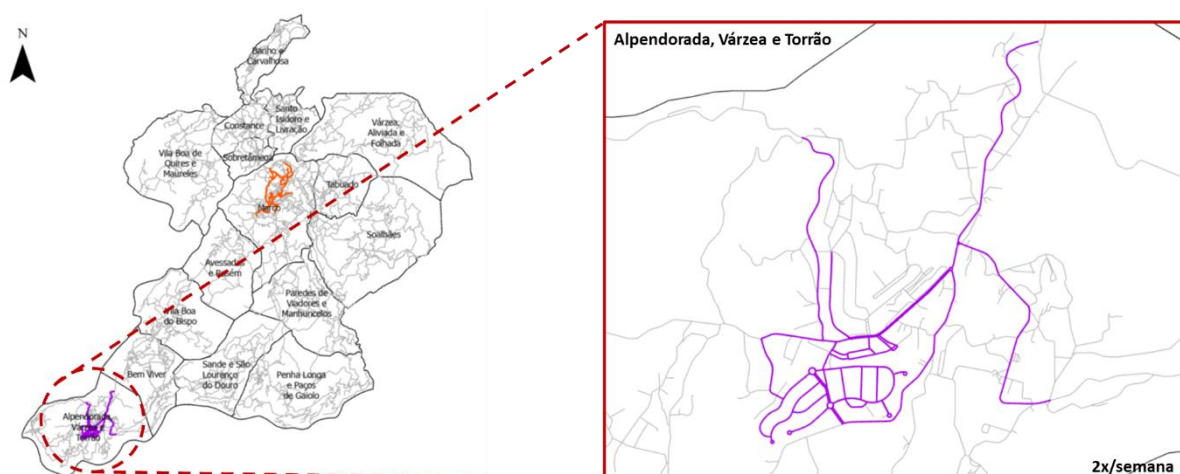 N
Banho e
Carvalhosa
Santo
Isidoro e
Livração
Constance
Várzea,
Aliviada e
Folhada
Vila Boa de
Quires e
Maureles
Sobretâmega
Tabuado
Marco
Soalhães
Avessadas
e Rosém
Paredes de
Viadores e
Manhuncelos
Vila Boa
do Bispo
Bem Viver
Sande e São
Lourenço
do Douro
Penha Longa
e Paços
de Gaiolo
Alpendorada,
Várzea e
Torrão
Alpendorada, Várzea e Torrão
2x/semana